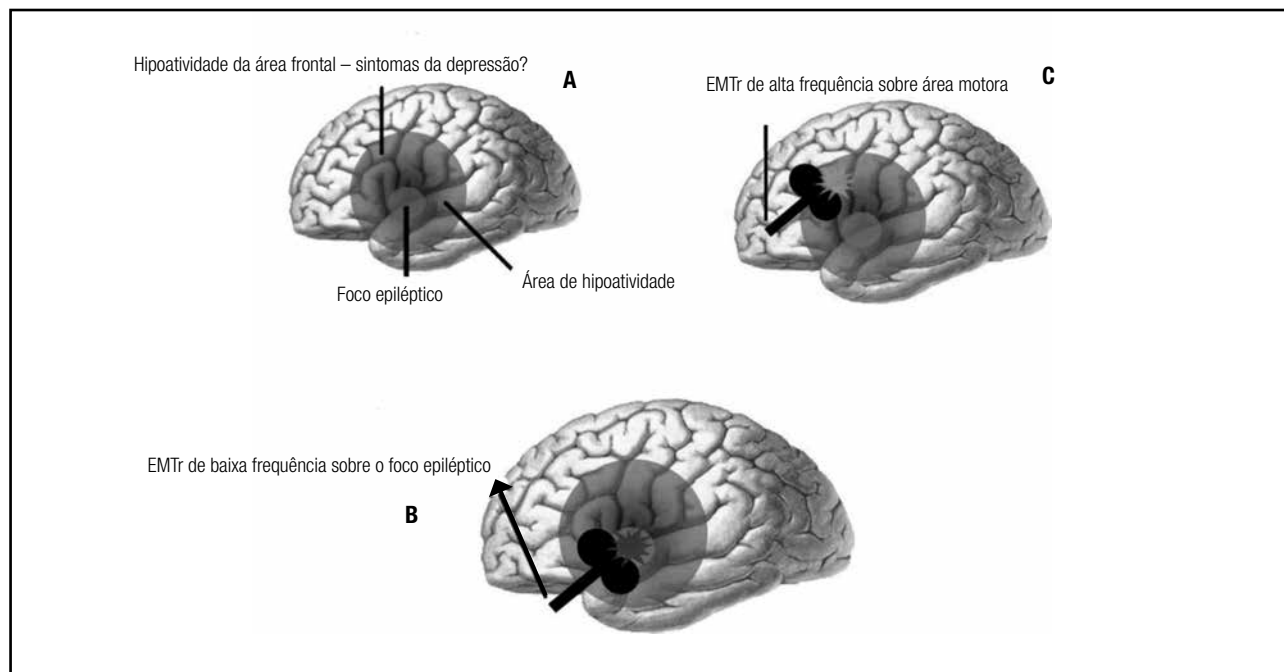 Hipoatividade da área frontal – sintomas da depressão?
A
Foco epiléptico
Área de hipoatividade
EMTr de alta frequência sobre área motora
C
EMTr de baixa frequência sobre o foco epiléptico
B